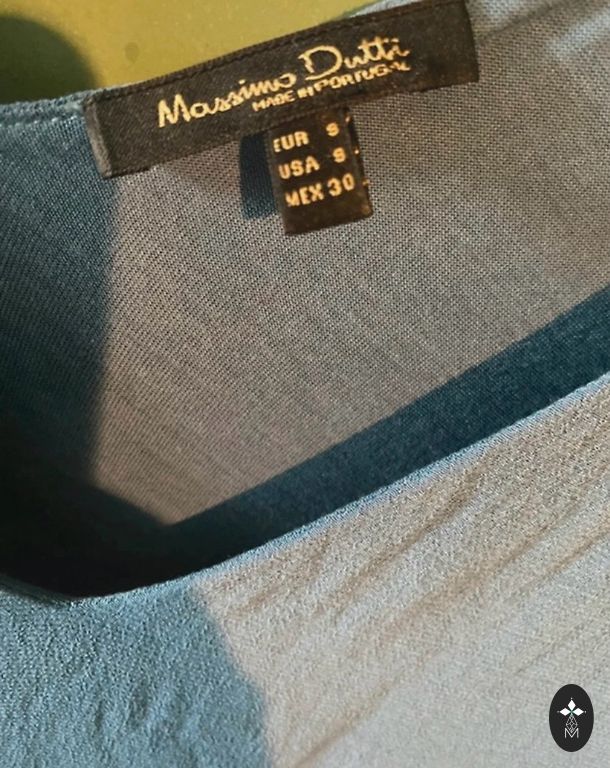 Massimo Dutti
MADE IN PORTUGAL
EUR S
USA S
MEX 30
M